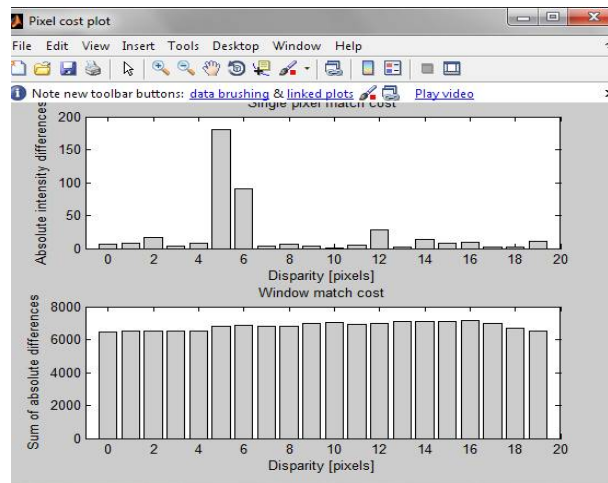 Pixel cost plot
File Edit View Insert Tools Desktop Window Help
Note new toolbar buttons: data brushing & linked plots Play video
Single pixel match cost
Absolute intensity differences
200
150
100
50
0
0 2 4 6 8 10 12 14 16 18 20
Disparity [pixels]
Window match cost
Sum of absolute differences
8000
6000
4000
2000
0
0 2 4 6 8 10 12 14 16 18 20
Disparity [pixels]